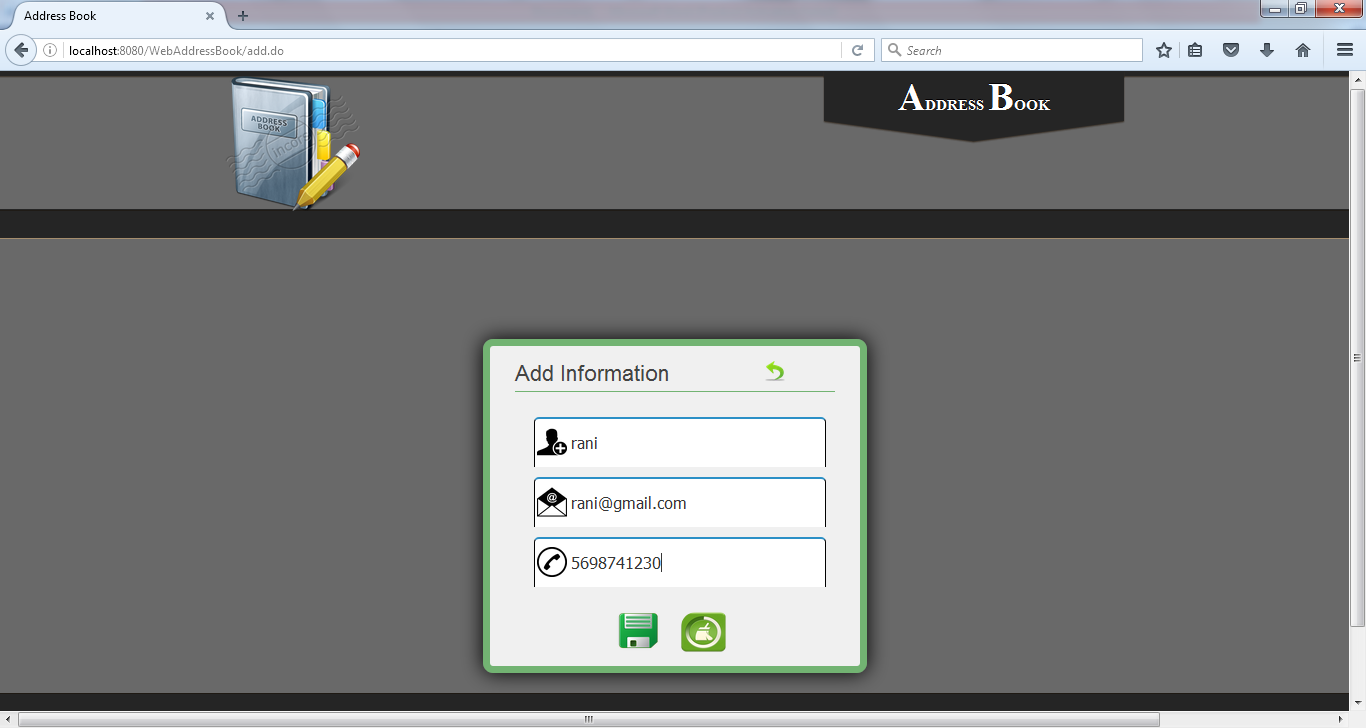 Address Book
localhost:8080/WebAddressBook/add.do
Search
ADDRESS
BOOK
ADDRESS BOOK
Add Information
rani
rani@gmail.com
5698741230